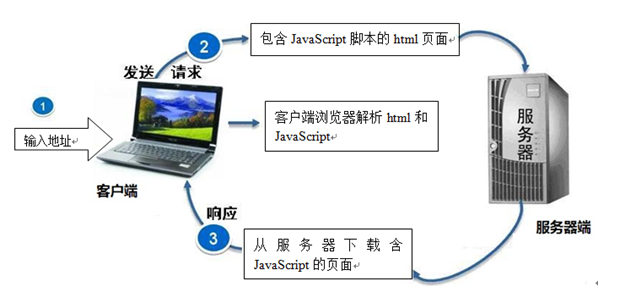 2
包含 JavaScript 脚本的 html 页面
发送 请求
1
输入地址
客户端浏览器解析 html 和
JavaScript
服务器
客户端
响应
3
从服务器下载含
JavaScript 的页面
服务器端